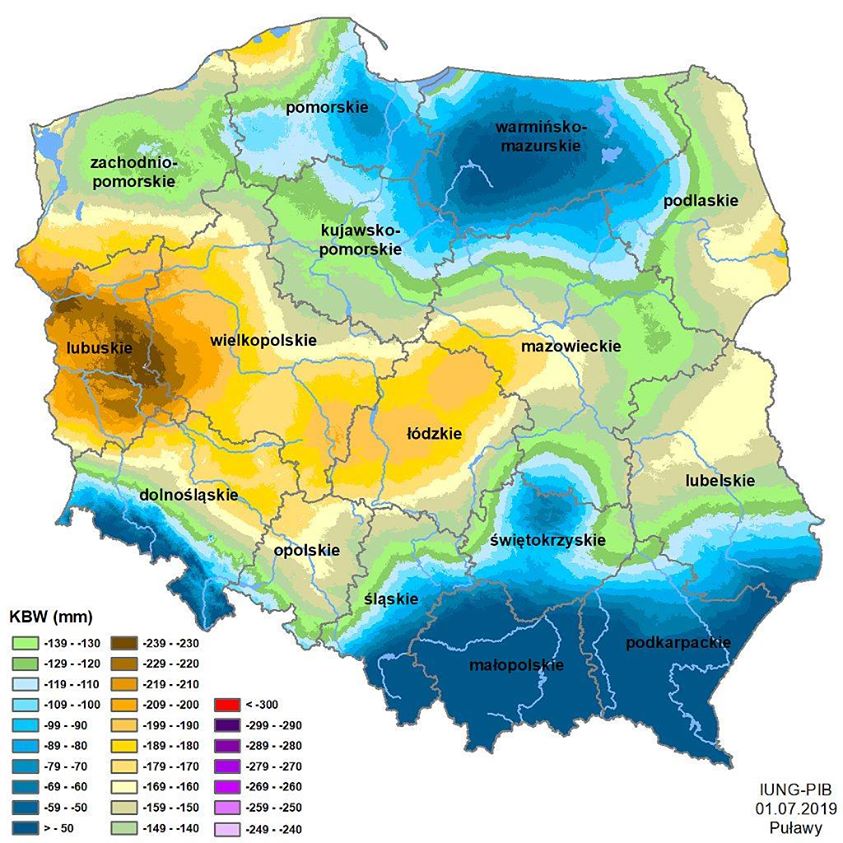 pomorskie
warmińsko-
mazurskie
zachodnio-
pomorskie
podlaskie
kujawsko-
pomorskie
lubuskie
wielkopolskie
mazowieckie
łódzkie
lubelskie
dolnośląskie
świętokrzyskie
opolskie
śląskie
podkarpackie
małopolskie
KBW (mm)
-139 - -130
-129 - -120
-119 - -110
-109 - -100
-99 - -90
-89 - -80
-79 - -70
-69 - -60
-59 - -50
> - 50
-239 - -230
-229 - -220
-219 - -210
-209 - -200
-199 - -190
-189 - -180
-179 - -170
-169 - -160
-159 - -150
-149 - -140
< -300
-299 - -290
-289 - -280
-279 - -270
-269 - -260
-259 - -250
-249 - -240
IUNG-PIB
01.07.2019
Puławy